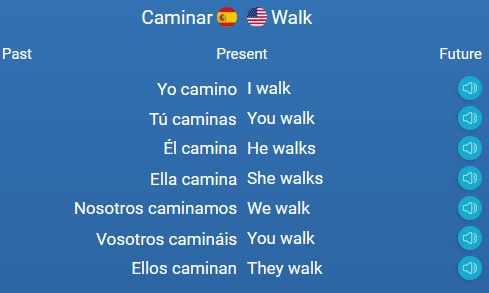 Caminar Walk
Past Present Future
Yo camino I walk
Tú caminas You walk
Él camina He walks
Ella camina She walks
Nosotros caminamos We walk
Vosotros camináis You walk
Ellos caminan They walk